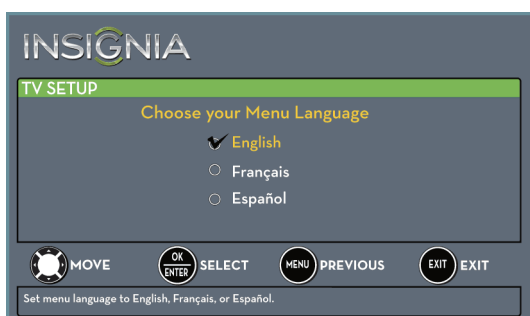 INSIGNIA
TV SETUP
Choose your Menu Language
English
Français
Español
MOVE OK ENTER SELECT MENU PREVIOUS EXIT EXIT
Set menu language to English, Français, or Español.